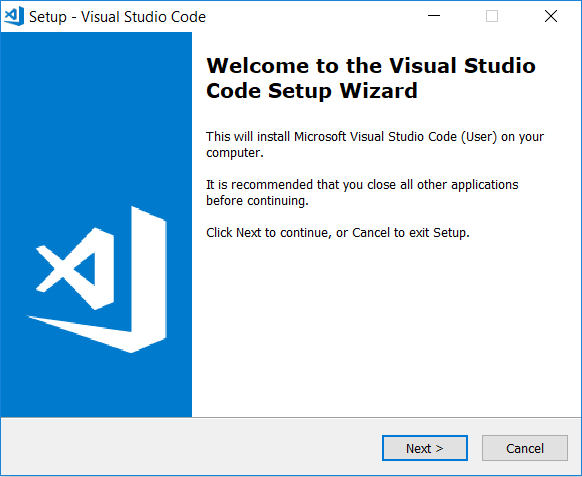 Setup - Visual Studio Code
Welcome to the Visual Studio
Code Setup Wizard
This will install Microsoft Visual Studio Code (User) on your
computer.
It is recommended that you close all other applications
before continuing.
Click Next to continue, or Cancel to exit Setup.
Next >
Cancel